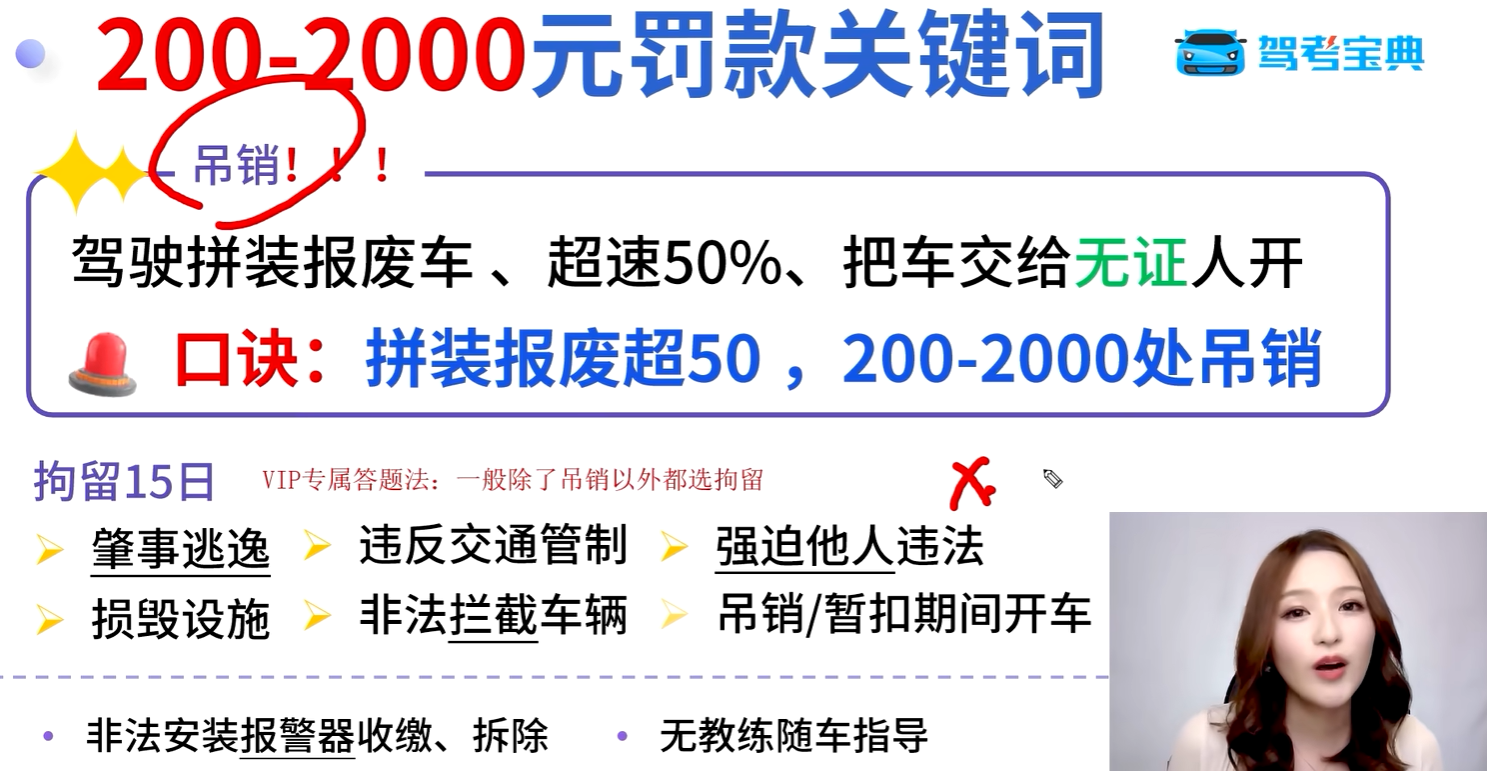 200-2000元罚款关键词
驾考宝典
吊销！！！
驾驶拼装报废车 、超速50%、把车交给无证人开
口诀：拼装报废超50 ，200-2000处吊销
拘留15日
VIP专属答题法：一般除了吊销以外都选拘留
肇事逃逸 违反交通管制 强迫他人违法
损毁设施 非法拦截车辆 吊销/暂扣期间开车
非法安装报警器收缴、拆除 无教练随车指导